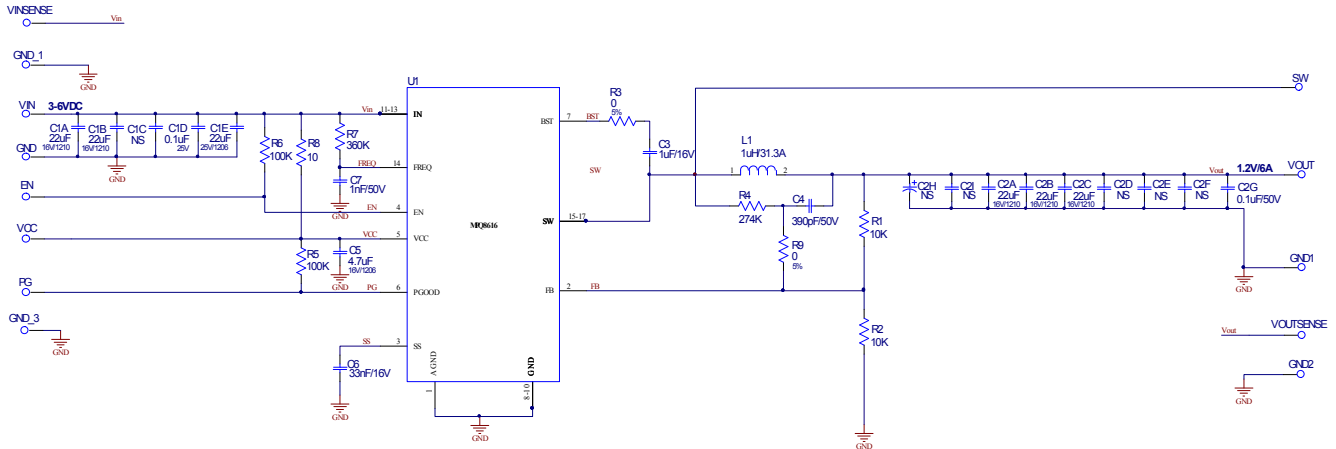 VINSENSE
Vin
GND_1
GND
VIN 3-6VDC
C1A
22uF
16V/1210
C1B
22uF
16V/1210
C1C
NS
C1D
0.1uF
25V
C1E
22uF
25V/1206
GND
GND
R6
100K
R8
10
R7
360K
Vin 11-13 IN
FREQ 14 FREQ
C7
1nF/50V
GND
EN
EN 4 EN
VCC
VCC 5 VCC
R5
100K
C5
4.7uF
16V/1206
GND
PG
PG 6 PGOOD
GND_3
GND
SS 3 SS
C6
33nF/16V
GND
U1
MQ8616
BST 7 BST
SW 15-17
FB 2 FB
A GND
1
GND
8-10
GND
R3
0
5%
C3
1uF/16V
SW
SW
L1
1uH/31.3A
1 2
R4
274K
C4
390pF/50V
R9
0
5%
R1
10K
R2
10K
GND
C2H
NS
C2I
NS
C2A
22uF
16V/1210
C2B
22uF
16V/1210
C2C
22uF
16V/1210
C2D
NS
C2E
NS
C2F
NS
C2G
0.1uF/50V
Vout 1.2V/6A VOUT
GND1
GND
Vout VOUTSENSE
GND2
GND